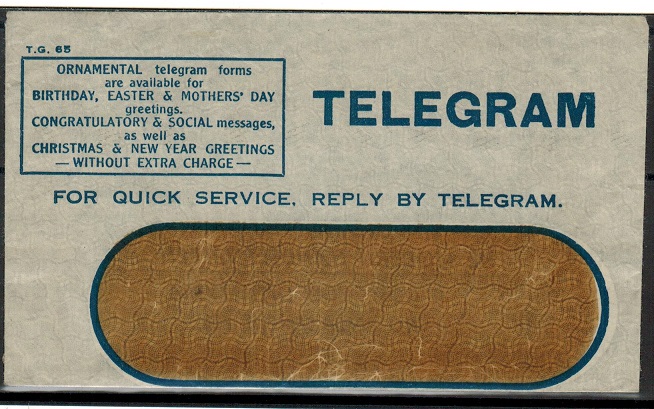 T.G. 65
ORNAMENTAL telegram forms
are available for
BIRTHDAY, EASTER & MOTHERS' DAY
greetings.
CONGRATULATORY & SOCIAL messages,
as well as
CHRISTMAS & NEW YEAR GREETINGS
— WITHOUT EXTRA CHARGE —
TELEGRAM
FOR QUICK SERVICE, REPLY BY TELEGRAM.